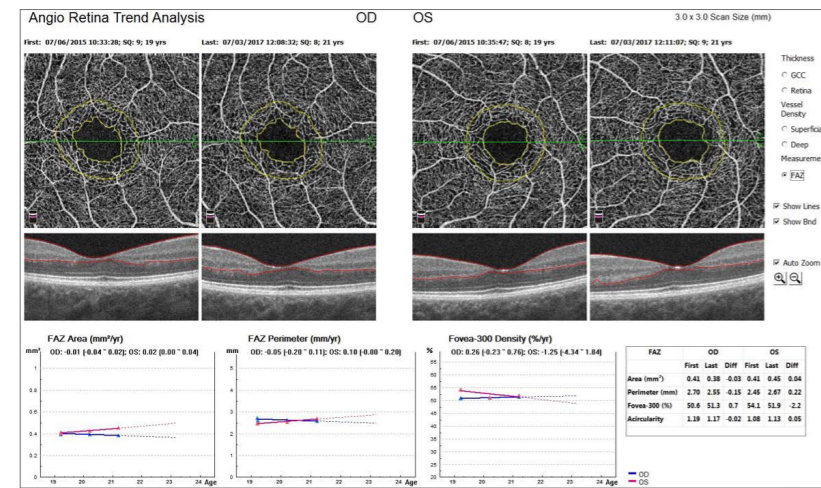 Angio Retina Trend Analysis OD OS 3.0 x 3.0 Scan Size (mm)
First: 07/06/2015 10:33:28; SQ: 9; 19 yrs Last: 07/03/2017 12:08:32; SQ: 8; 21 yrs First: 07/06/2015 10:35:47; SQ: 8; 19 yrs Last: 07/03/2017 12:11:07; SQ: 9; 21 yrs
Thickness
GCC
Retina
Vessel
Density
Superficia
Deep
Measureme
FAZ
Show Lines
Show Bnd
Auto Zoom
FAZ Area (mm²/yr)
mm² OD: -0.01 (-0.04 ~ 0.02); OS: 0.02 (0.00 ~ 0.04)
1
0.8
0.6
0.4
0.2
0
19 20 21 22 23 24 Age
FAZ Perimeter (mm/yr)
mm OD: -0.05 (-0.20 ~ 0.11); OS: 0.10 (-0.00 ~ 0.20)
5
4
3
2
1
0
19 20 21 22 23 24 Age
Fovea-300 Density (%/yr)
% OD: 0.26 (-0.23 ~ 0.76); OS: -1.25 (-4.34 ~ 1.84)
65
60
55
50
45
40
35
30
25
20
19 20 21 22 23 24 Age
FAZ OD OS
First Last Diff First Last Diff
Area (mm²) 0.41 0.38 -0.03 0.41 0.45 0.04
Perimeter (mm) 2.70 2.55 -0.15 2.45 2.67 0.22
Fovea-300 (%) 50.6 51.3 0.7 54.1 51.9 -2.2
Acircularity 1.19 1.17 -0.02 1.08 1.13 0.05
OD
OS